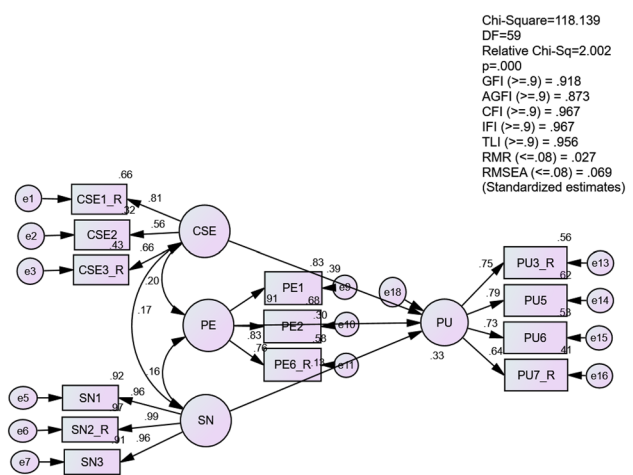 Chi-Square=118.139
DF=59
Relative Chi-Sq=2.002
p=.000
GFI (>=.9) = .918
AGFI (>=.9) = .873
CFI (>=.9) = .967
IFI (>=.9) = .967
TLI (>=.9) = .956
RMR (<=.08) = .027
RMSEA (<=.08) = .069
(Standardized estimates)
.66
e1
CSE1_R
.81
.32
e2
CSE2
.56
CSE
.43
e3
CSE3_R
.66
.20
.17
.16
.83
.39
PE1
e9
.91
.68
PE
.83
PE2
.30
e10
.58
.76
PE6_R
.13
e11
e18
PU
.33
.56
.75
PU3_R
e13
.62
.79
PU5
e14
.53
.73
PU6
e15
.41
.64
PU7_R
e16
.92
e5
SN1
.96
.97
e6
SN2_R
.99
SN
.91
e7
SN3
.96